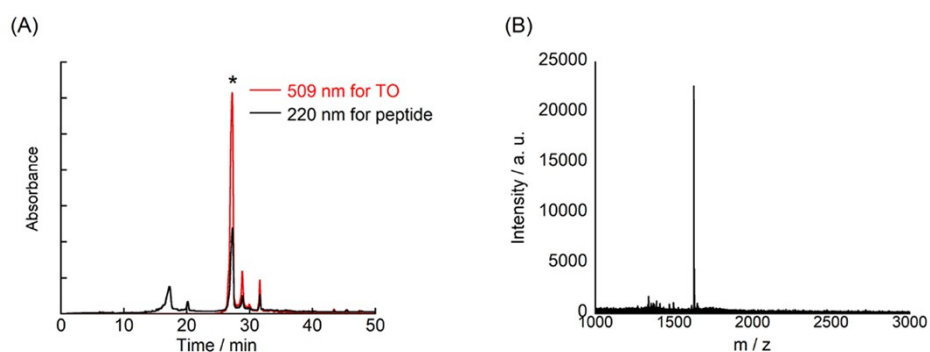 (A)
*
509 nm for TO
220 nm for peptide
Absorbance
0 10 20 30 40 50
Time / min
(B)
25000
20000
15000
10000
5000
0
Intensity / a. u.
1000 1500 2000 2500 3000
m / z